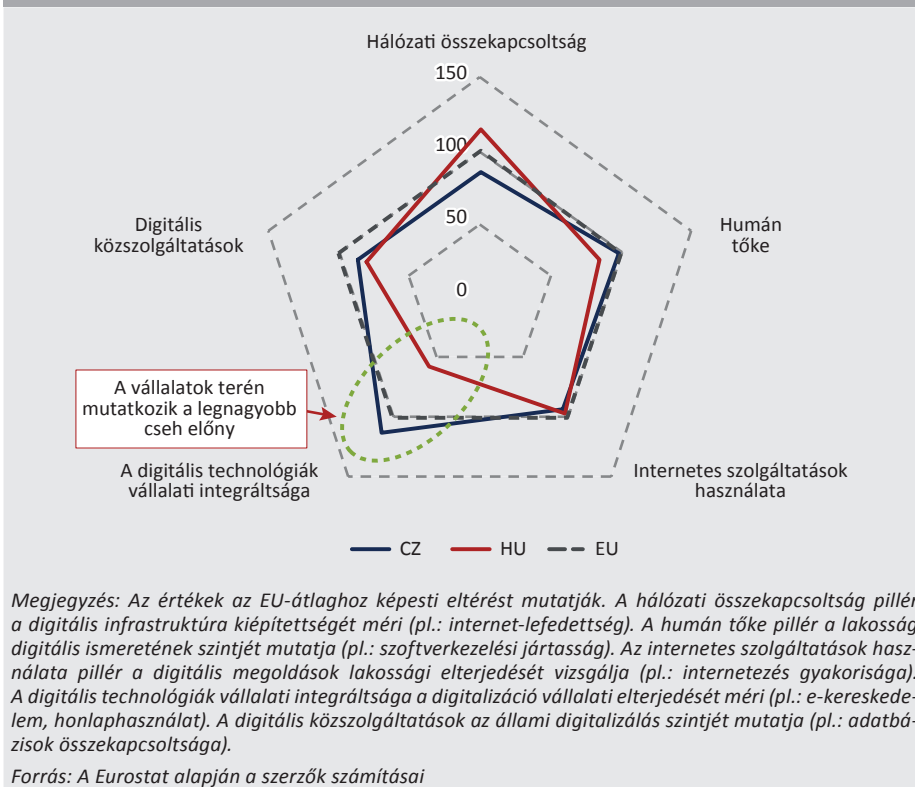 Hálózati összekapcsoltság
150
100
50
0
Humán
tőke
Digitális
közszolgáltatások
A vállalatok terén
mutatkozik a legnagyobb
cseh előny
A digitális technológiák
vállalati integráltsága
Internetes szolgáltatások
használata
CZ HU EU
Megjegyzés: Az értékek az EU-átlaghoz képesti eltérést mutatják. A hálózati összekapcsoltság pillér
a digitális infrastruktúra kiépítettségét méri (pl.: internet-lefedettség). A humán tőke pillér a lakosság
digitális ismeretének szintjét mutatja (pl.: szoftverkezelési jártasság). Az internetes szolgáltatások hasz-
nálata pillér a digitális megoldások lakossági elterjedését vizsgálja (pl.: internetezés gyakorisága).
A digitális technológiák vállalati integráltsága a digitalizáció vállalati elterjedését méri (pl.: e-kereskede-
lem, honlaphasználat). A digitális közszolgáltatások az állami digitalizálás szintjét mutatja (pl.: adatbá-
zisok összekapcsoltsága).
Forrás: A Eurostat alapján a szerzők számításai